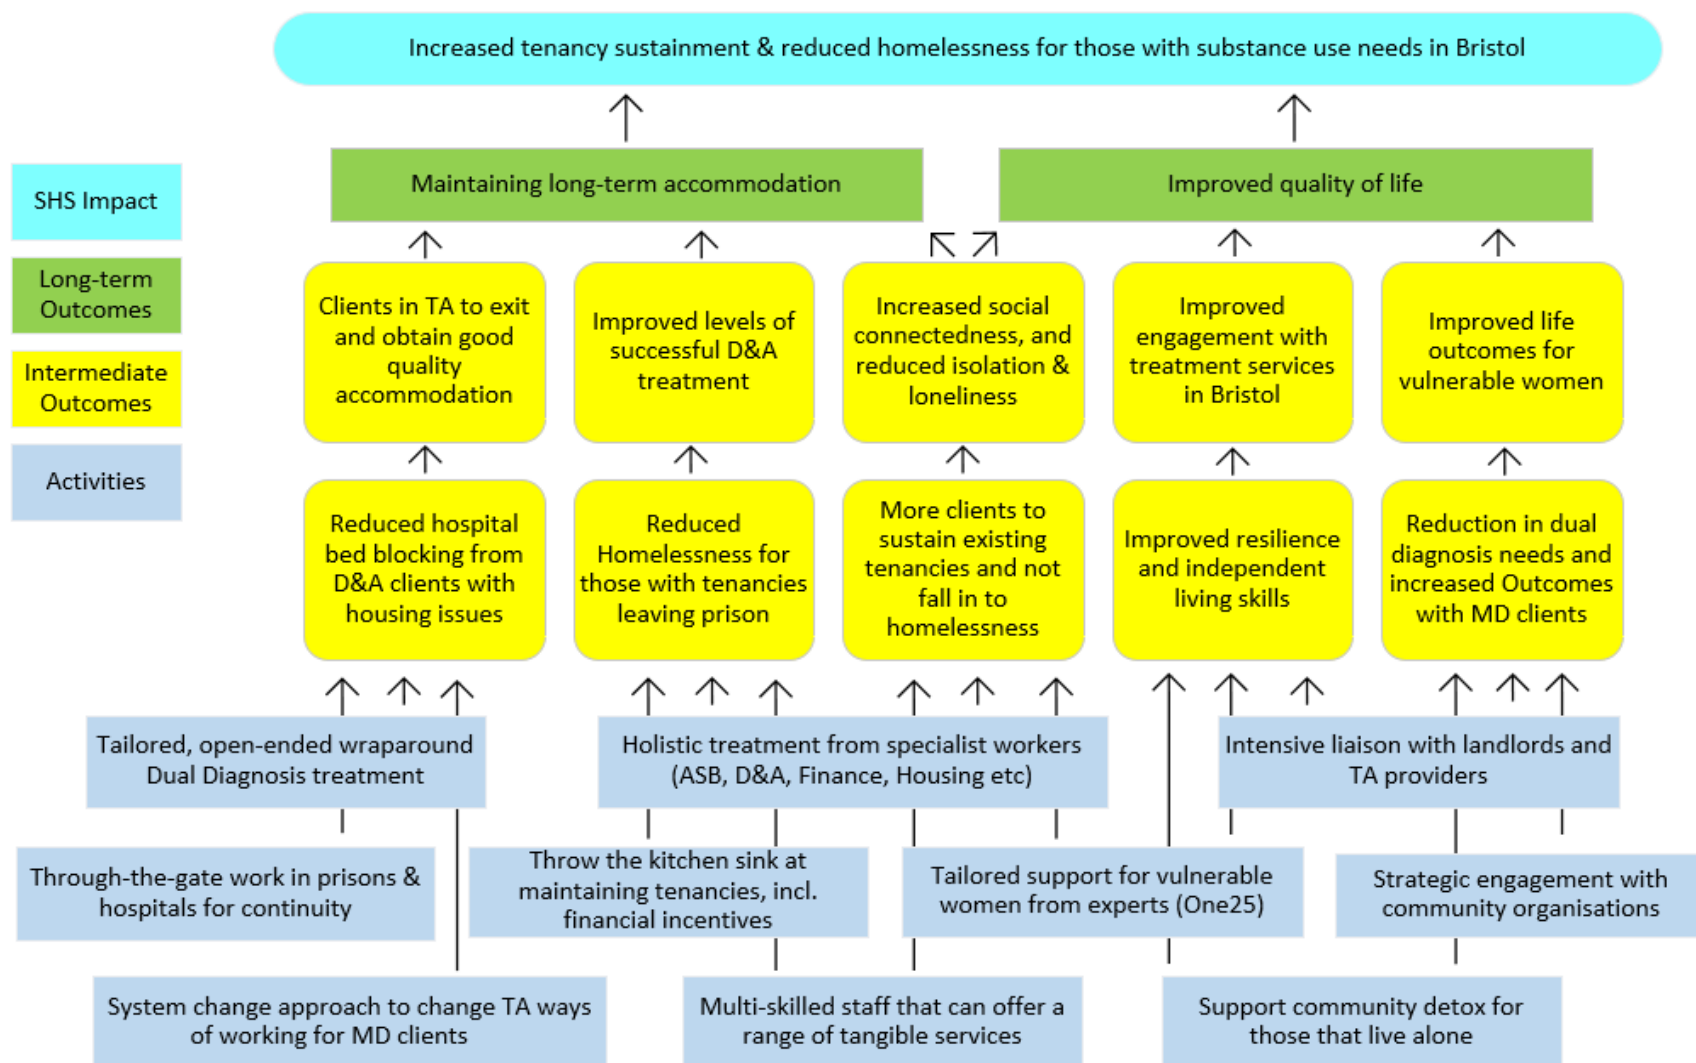 Increased tenancy sustainment & reduced homelessness for those with substance use needs in Bristol
SHS Impact
Long-term
Outcomes
Intermediate
Outcomes
Activities
Maintaining long-term accommodation
Improved quality of life
Clients in TA to exit
and obtain good
quality
accommodation
Improved levels of
successful D&A
treatment
Increased social
connectedness, and
reduced isolation &
loneliness
Improved
engagement with
treatment services
in Bristol
Improved life
outcomes for
vulnerable women
Reduced hospital
bed blocking from
D&A clients with
housing issues
Reduced
Homelessness for
those with tenancies
leaving prison
More clients to
sustain existing
tenancies and not
fall in to
homelessness
Improved resilience
and independent
living skills
Reduction in dual
diagnosis needs and
increased Outcomes
with MD clients
Tailored, open-ended wraparound
Dual Diagnosis treatment
Holistic treatment from specialist workers
(ASB, D&A, Finance, Housing etc)
Intensive liaison with landlords and
TA providers
Through-the-gate work in prisons &
hospitals for continuity
Throw the kitchen sink at
maintaining tenancies, incl.
financial incentives
Tailored support for vulnerable
women from experts (One25)
Strategic engagement with
community organisations
System change approach to change TA ways
of working for MD clients
Multi-skilled staff that can offer a
range of tangible services
Support community detox for
those that live alone